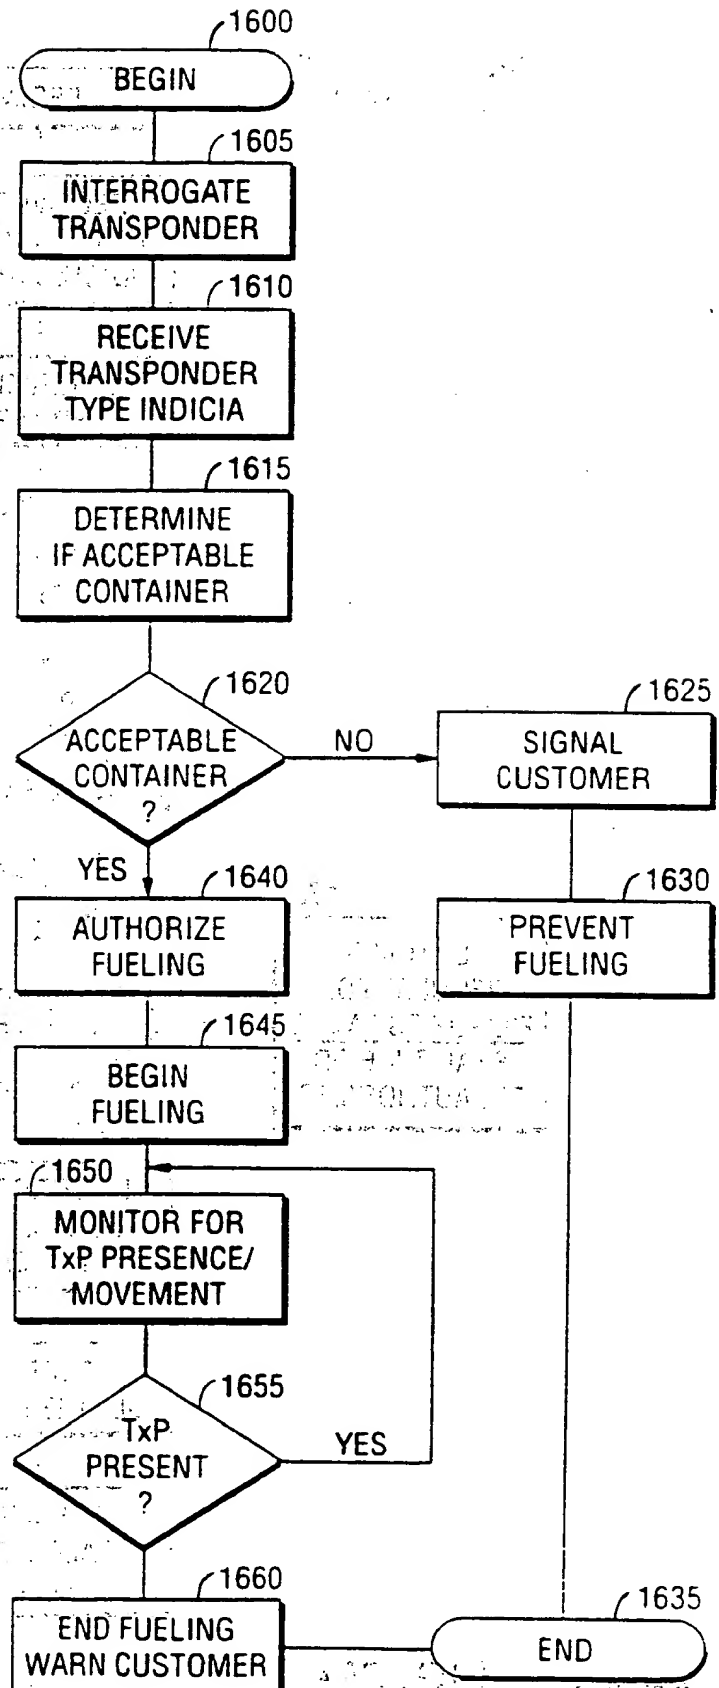 1600
BEGIN
1605
INTERROGATE
TRANSPONDER
1610
RECEIVE
TRANSPONDER
TYPE INDICIA
1615
DETERMINE
IF ACCEPTABLE
CONTAINER
1620
ACCEPTABLE
CONTAINER
?
NO
1625
SIGNAL
CUSTOMER
YES
1640
AUTHORIZE
FUELING
1630
PREVENT
FUELING
1645
BEGIN
FUELING
1650
MONITOR FOR
TxP PRESENCE/
MOVEMENT
1655
TxP
PRESENT
?
YES
1660
END FUELING
WARN CUSTOMER
1635
END